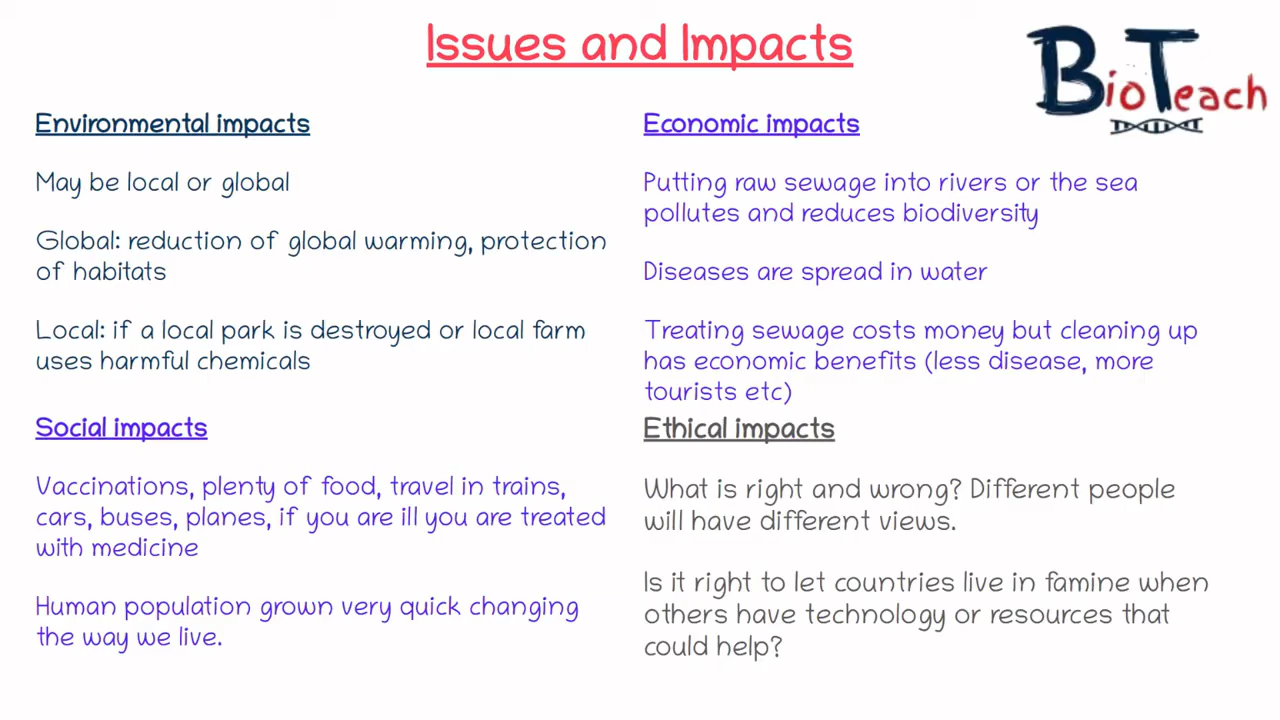 Issues and Impacts
BioTeach
Environmental impacts
May be local or global
Global: reduction of global warming, protection
of habitats
Local: if a local park is destroyed or local farm
uses harmful chemicals
Economic impacts
Putting raw sewage into rivers or the sea
pollutes and reduces biodiversity
Diseases are spread in water
Treating sewage costs money but cleaning up
has economic benefits (less disease, more
tourists etc)
Social impacts
Vaccinations, plenty of food, travel in trains,
cars, buses, planes, if you are ill you are treated
with medicine
Human population grown very quick changing
the way we live.
Ethical impacts
What is right and wrong? Different people
will have different views.
Is it right to let countries live in famine when
others have technology or resources that
could help?